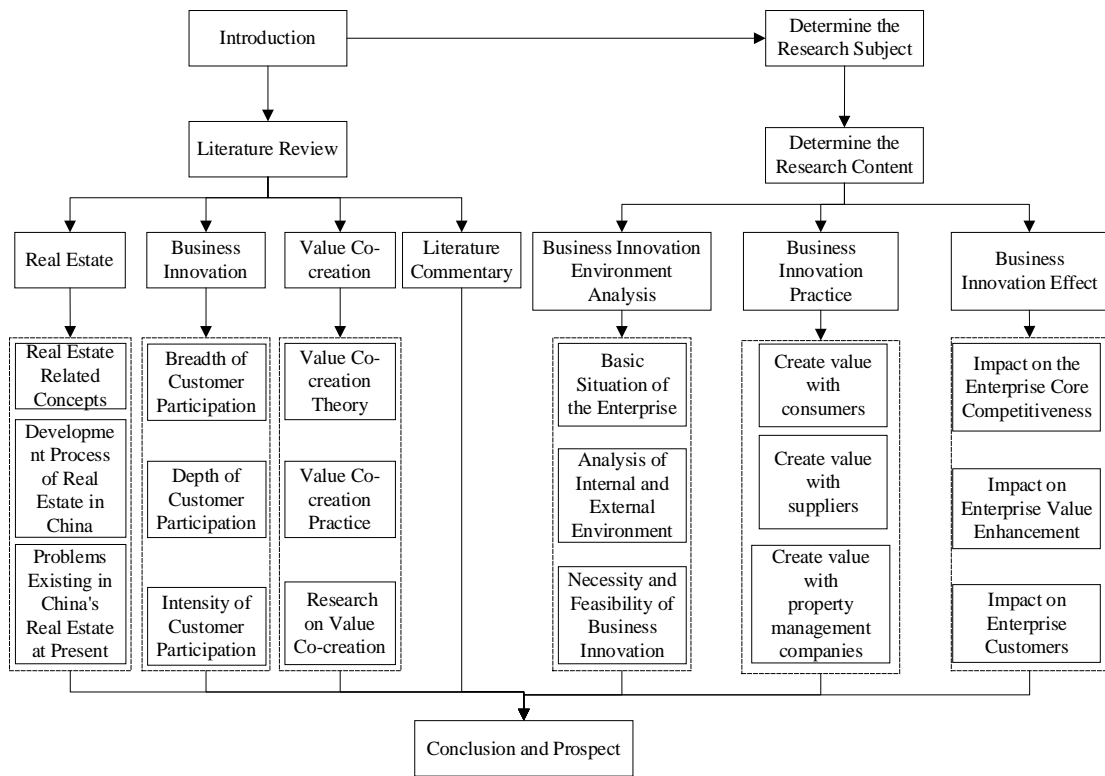 Introduction
Determine the
Research Subject
Literature Review
Determine the
Research Content
Real Estate
Business
Innovation
Value Co-
creation
Literature
Commentary
Business Innovation
Environment
Analysis
Business
Innovation
Practice
Business
Innovation Effect
Real Estate
Related
Concepts
Developme
nt Process
of Real
Estate in
China
Problems
Existing in
China's
Real Estate
at Present
Breadth of
Customer
Participation
Depth of
Customer
Participation
Intensity of
Customer
Participation
Value Co-
creation
Theory
Value Co-
creation
Practice
Research
on Value
Co-creation
Basic
Situation of
the Enterprise
Analysis of
Internal and
External
Environment
Necessity and
Feasibility of
Business
Innovation
Create value
with
consumers
Create value
with
suppliers
Create value
with
property
management
companies
Impact on the
Enterprise Core
Competitiveness
Impact on
Enterprise Value
Enhancement
Impact on
Enterprise
Customers
Conclusion and Prospect